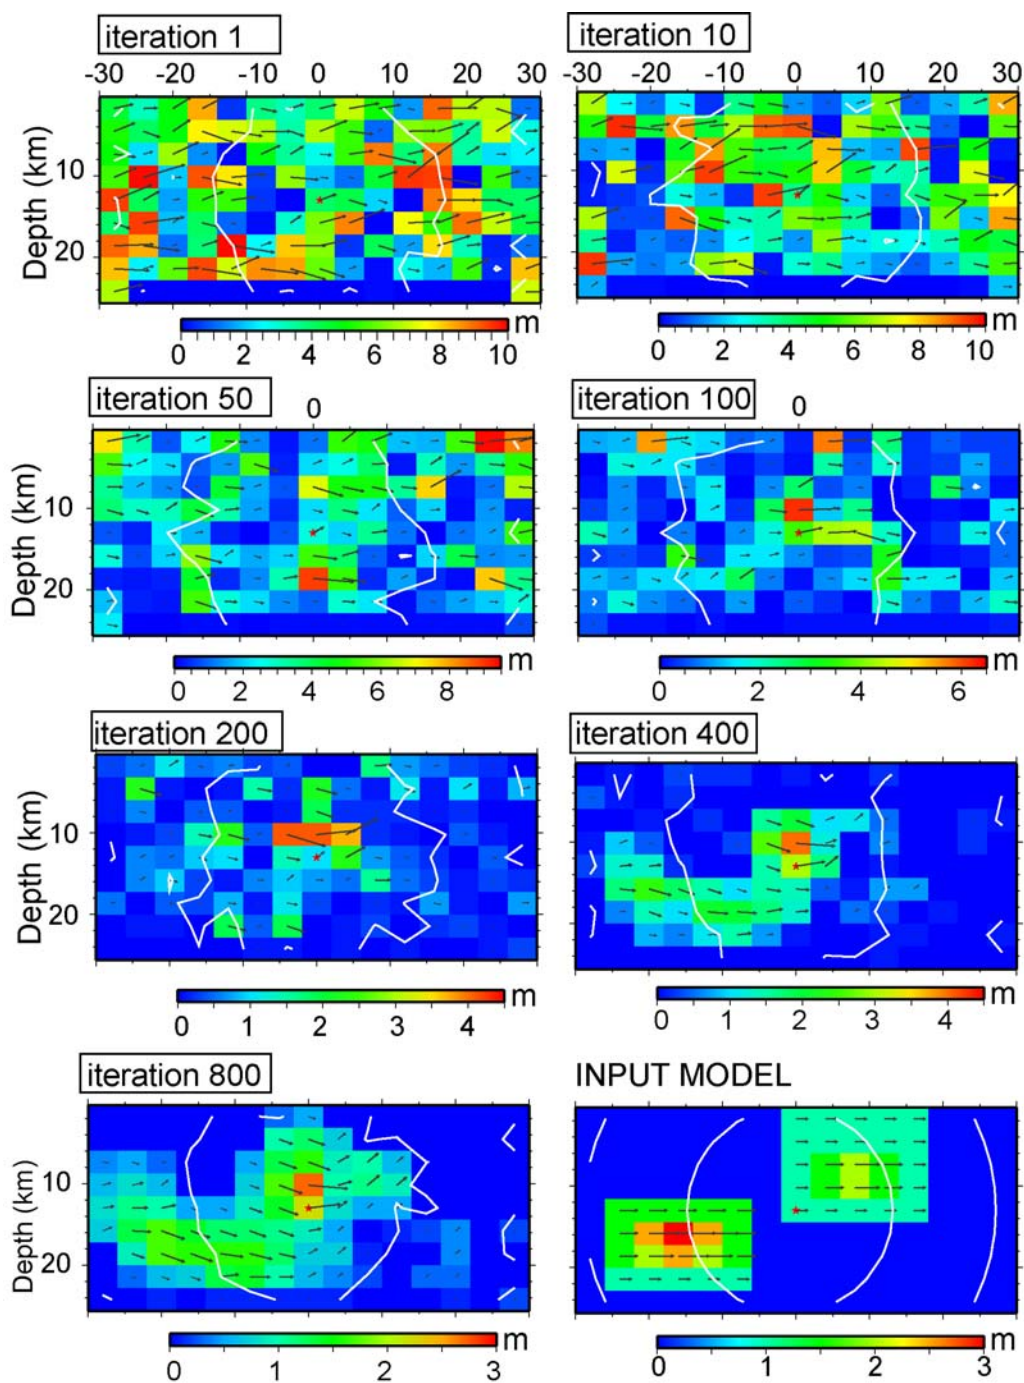 iteration 1
iteration 10
-30 -20 -10 0 10 20 30
-30 -20 -10 0 10 20 30
Depth (km)
10
20
m
0 2 4 6 8 10
m
0 2 4 6 8 10
iteration 50
0
iteration 100
0
Depth (km)
10
20
m
0 2 4 6 8
m
0 2 4 6
iteration 200
iteration 400
Depth (km)
10
20
m
0 1 2 3 4
m
0 1 2 3 4
iteration 800
INPUT MODEL
Depth (km)
10
20
m
0 1 2 3
m
0 1 2 3